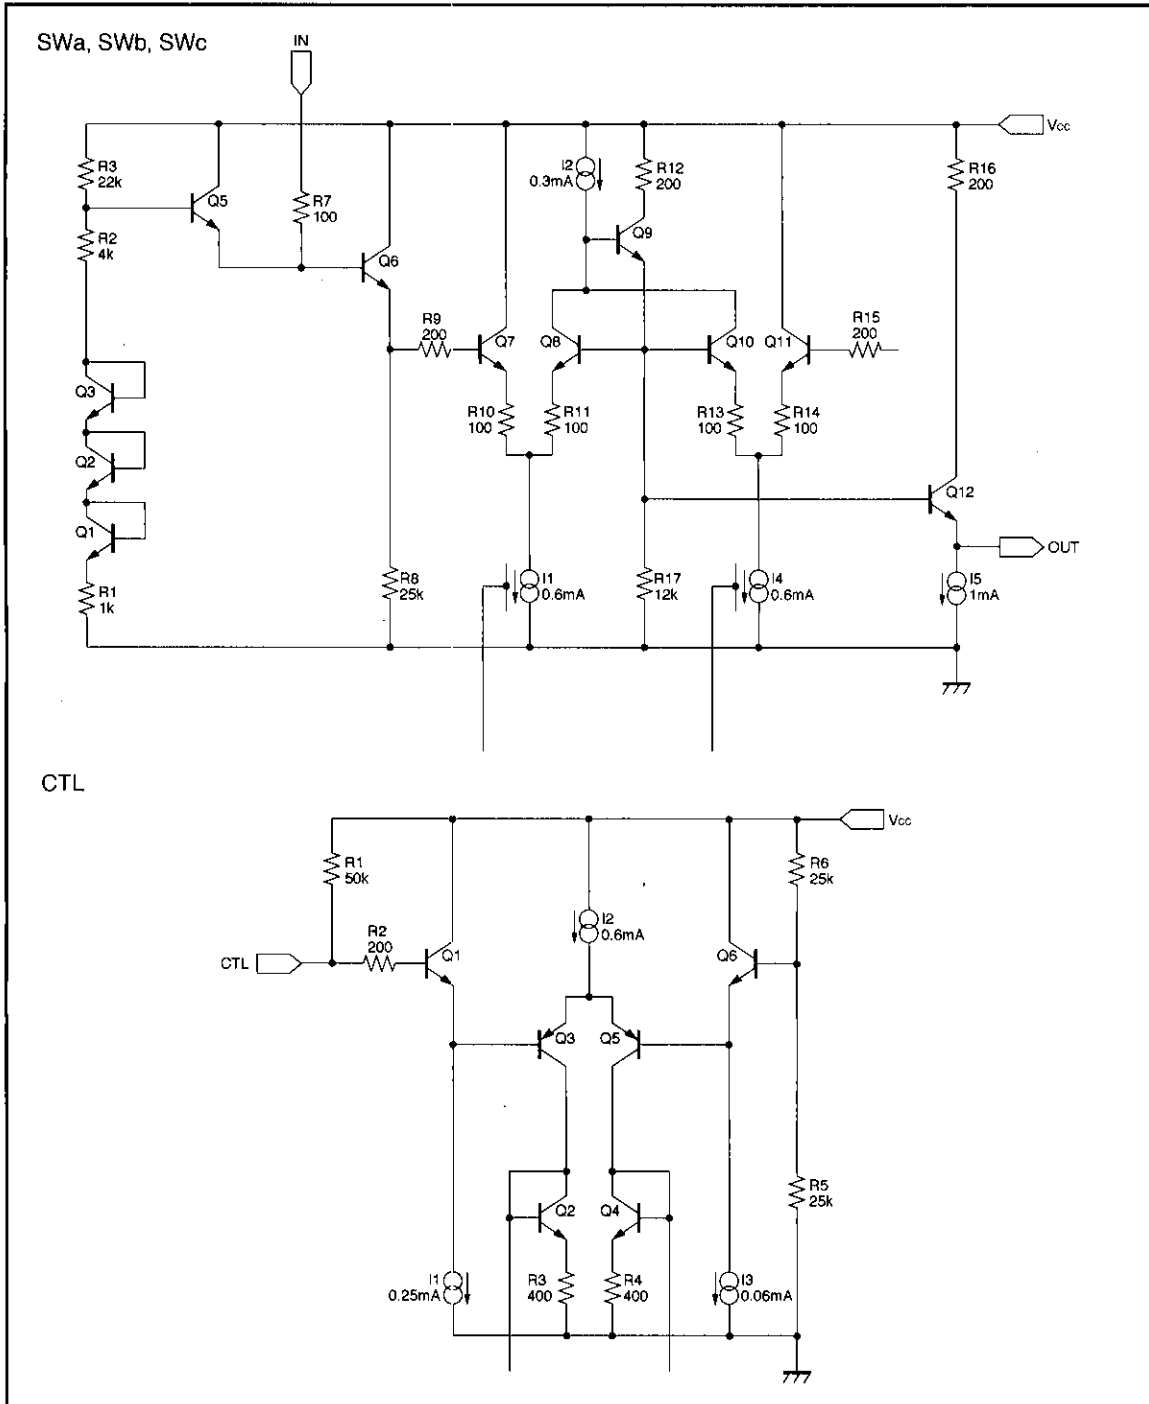 SWa, SWb, SWc
IN
Vcc
R3
22k
Q5
R7
100
I2
0.3mA
R12
200
R16
200
R2
4k
Q6
Q9
R9
200
Q7
Q8
Q10
Q11
R15
200
Q3
R10
100
R11
100
R13
100
R14
100
Q2
Q12
Q1
OUT
R1
1k
R8
25k
I1
0.6mA
R17
12k
I4
0.6mA
I5
1mA
CTL
Vcc
R1
50k
R6
25k
I2
0.6mA
R2
200
CTL
Q1
Q6
Q3
Q5
R5
25k
Q2
Q4
I1
0.25mA
R3
400
R4
400
I3
0.06mA